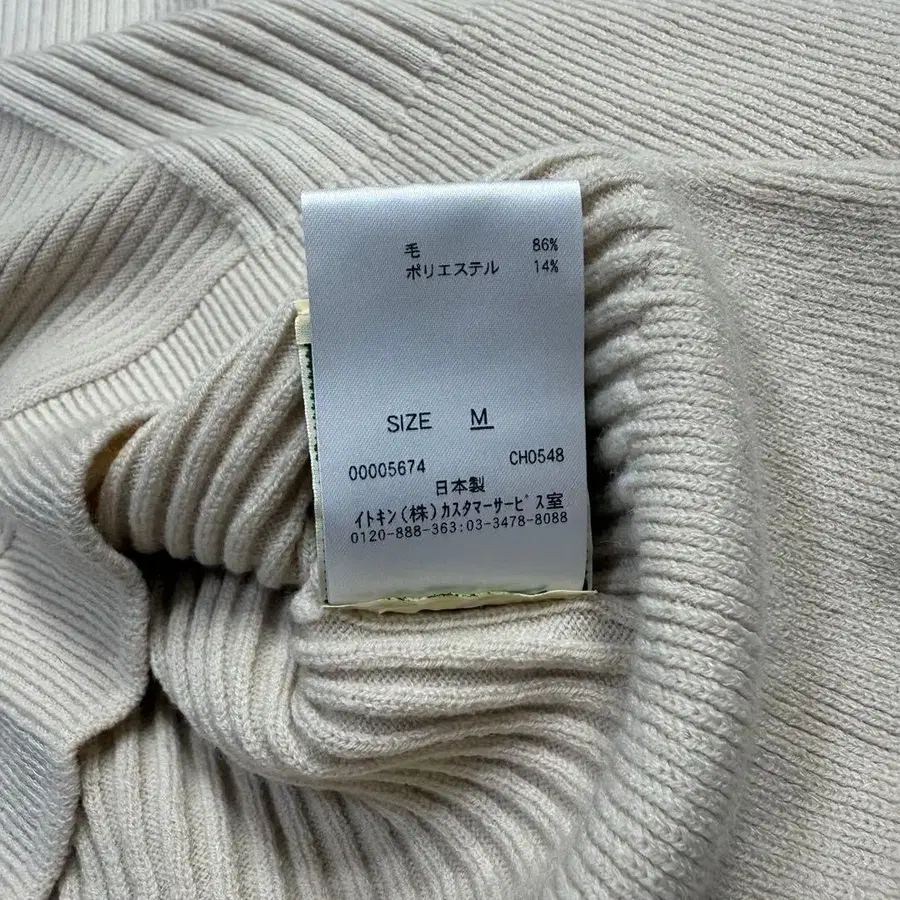 毛 86%
ポリエステル 14%
SIZE M
00005674 CH0548
日本製
イトキン(株)カスタマーサービス室
0120-888-363:03-3478-8088